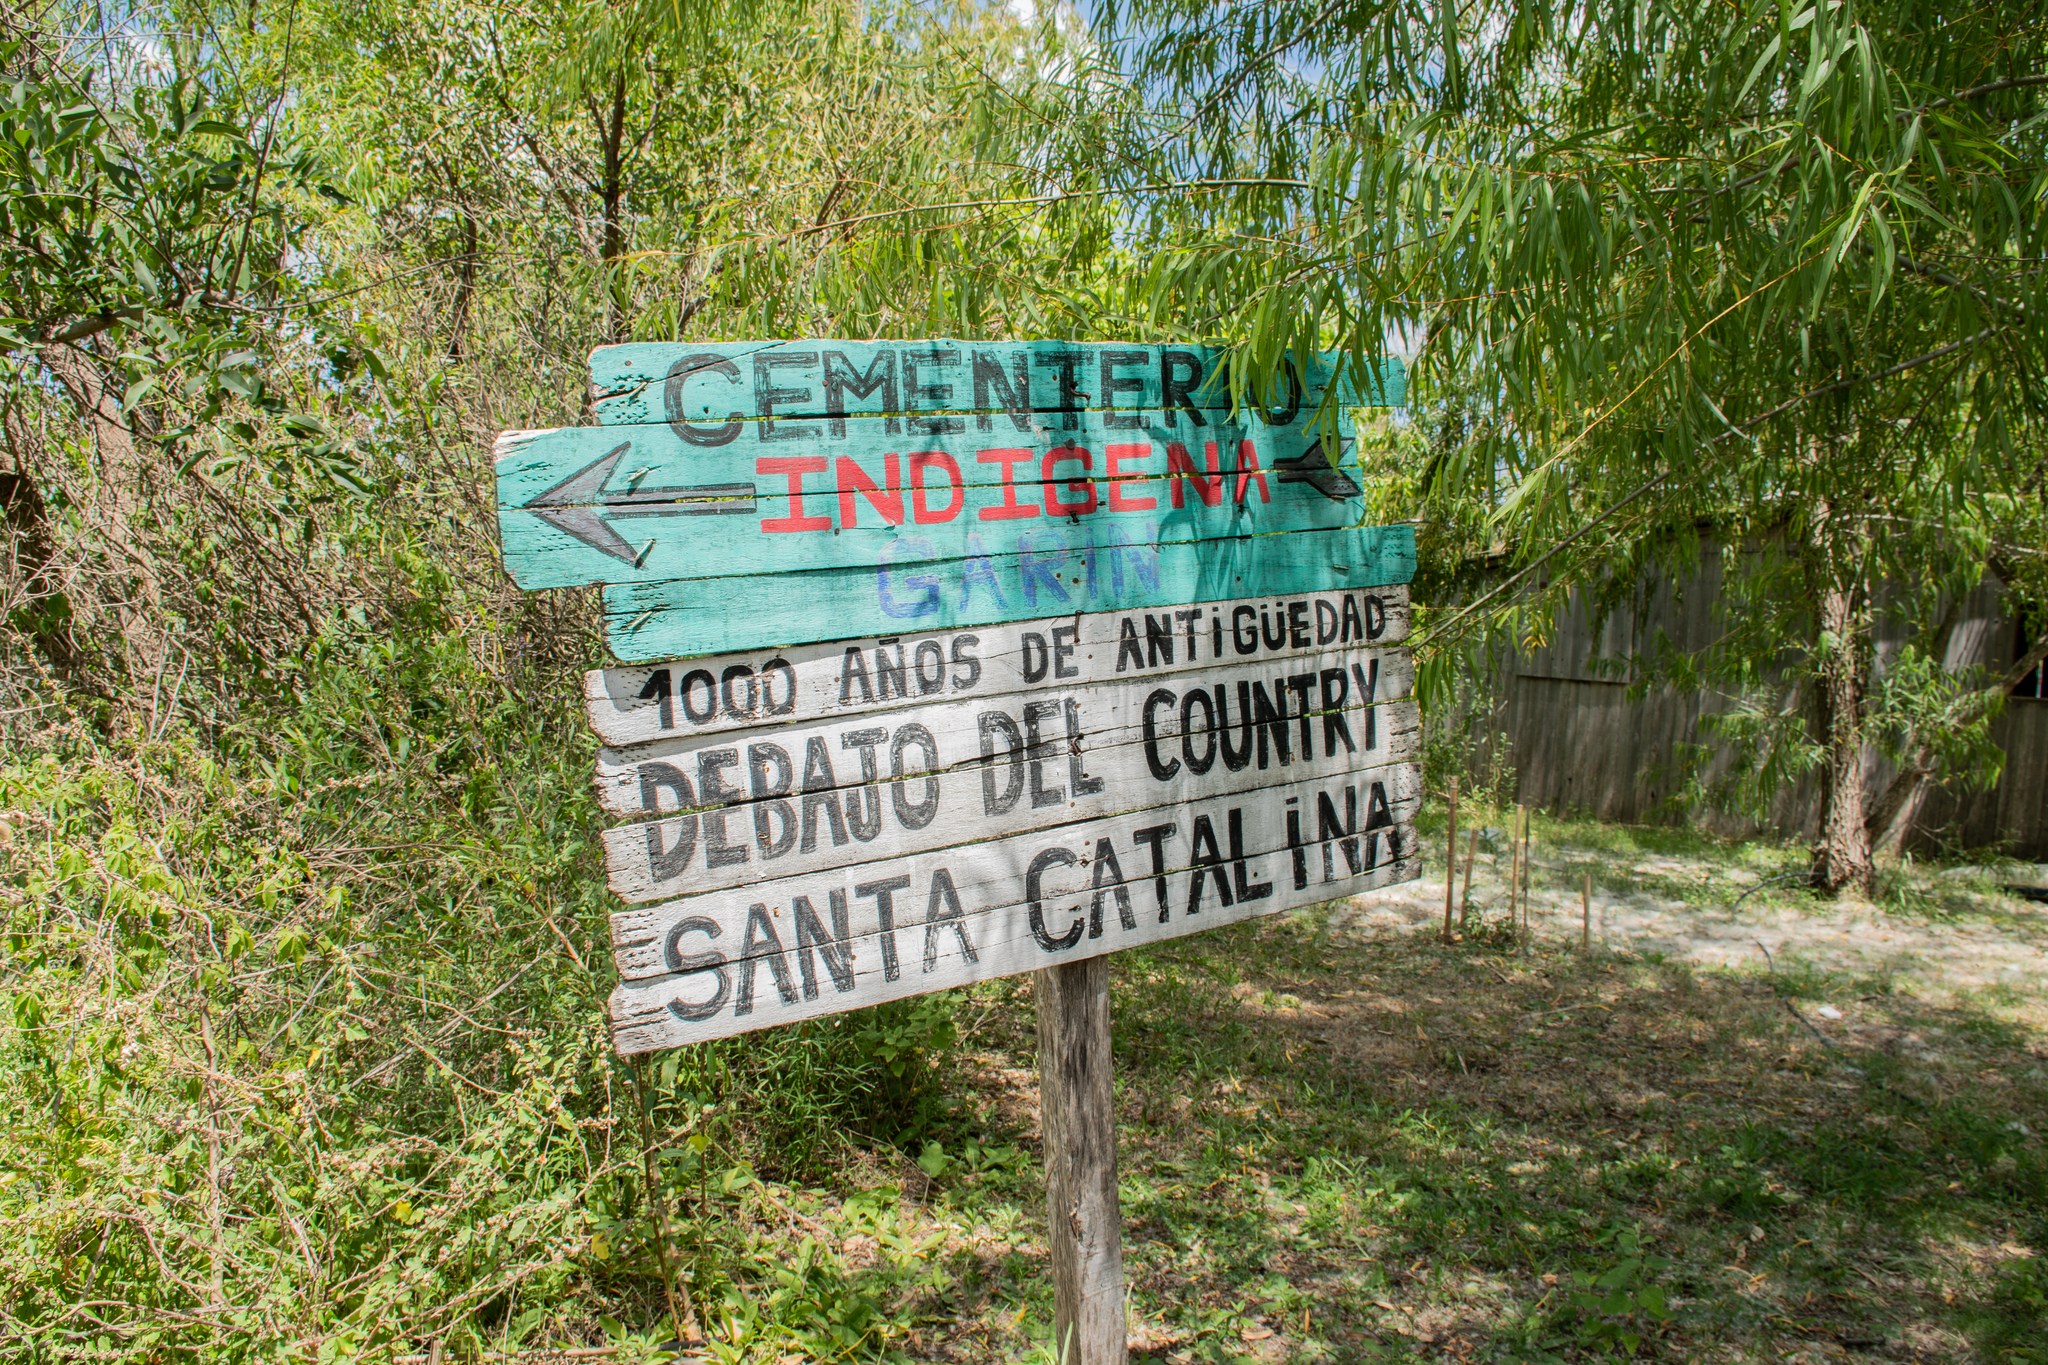 CEMENTERIO
INDIGENA
GARIN
1000 AÑOS DE ANTIGÜEDAD
DEBAJO DEL COUNTRY
SANTA CATALINA